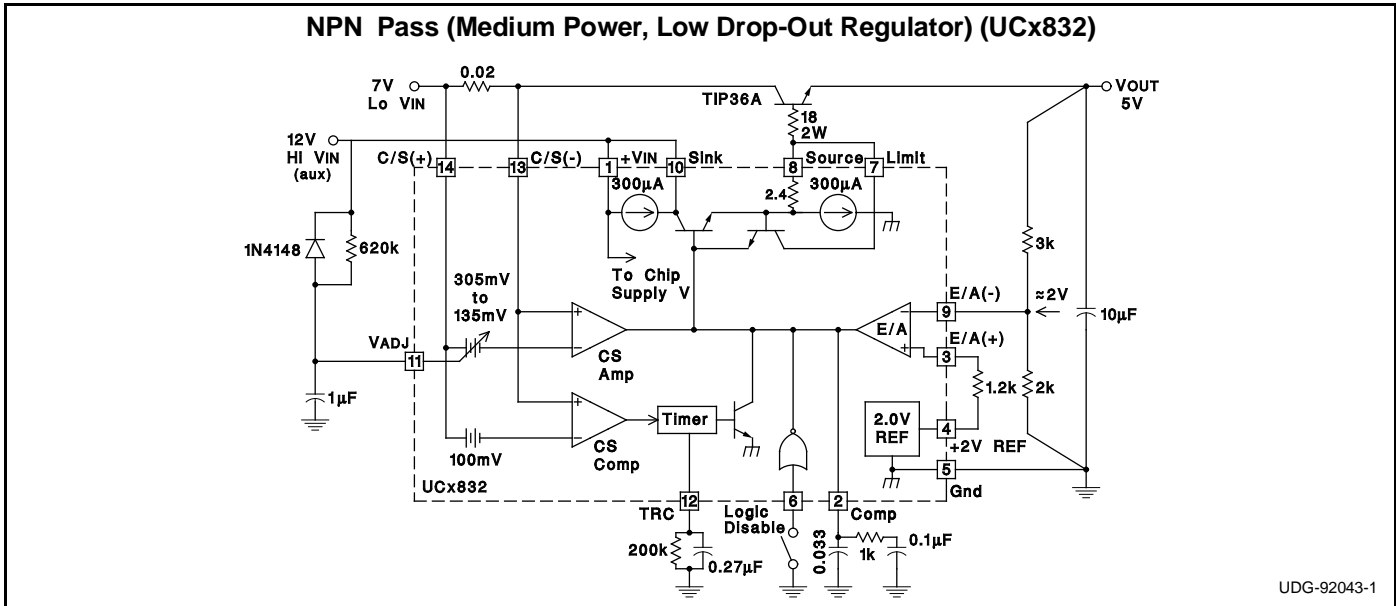 NPN Pass (Medium Power, Low Drop-Out Regulator) (UCx832)
7V
Lo VIN
0.02
TIP36A
18
2W
VOUT
5V
12V
HI VIN
(aux)
C/S(+)
14
13
C/S(-)
1
+VIN
10
Sink
8
Source
7
Limit
300µA
2.4
300µA
1N4148
620k
To Chip
Supply V
3k
305mV
to
135mV
E/A(-)
9
≈2V
10µF
VADJ
11
E/A
E/A(+)
3
CS
Amp
1µF
1.2k
2k
Timer
2.0V
REF
4
+2V REF
100mV
CS
Comp
5
Gnd
UCx832
TRC
12
Logic
Disable
6
2
Comp
200k
0.27µF
0.033
1k
0.1µF
UDG-92043-1